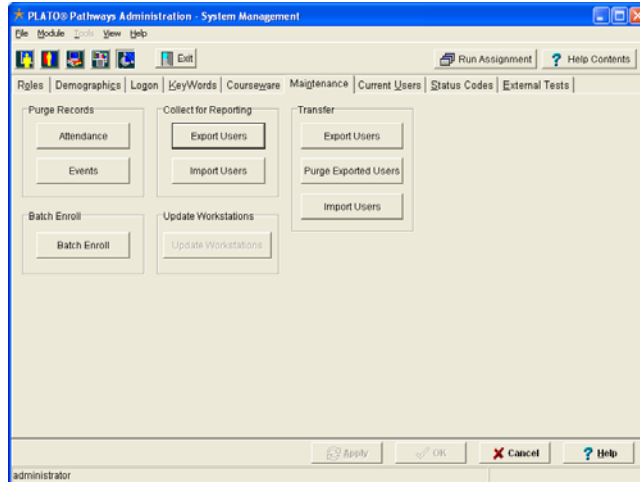 PLATO® Pathways Administration - System Management
File Module Tools View Help
Exit Run Assignment ? Help Contents
Roles Demographics Logon KeyWords Courseware Maintenance Current Users Status Codes External Tests
Purge Records Collect for Reporting Transfer
Attendance Export Users Export Users
Events Import Users Purge Exported Users
Import Users
Batch Enroll Update Workstations
Batch Enroll Update Workstations
Apply OK Cancel ? Help
administrator